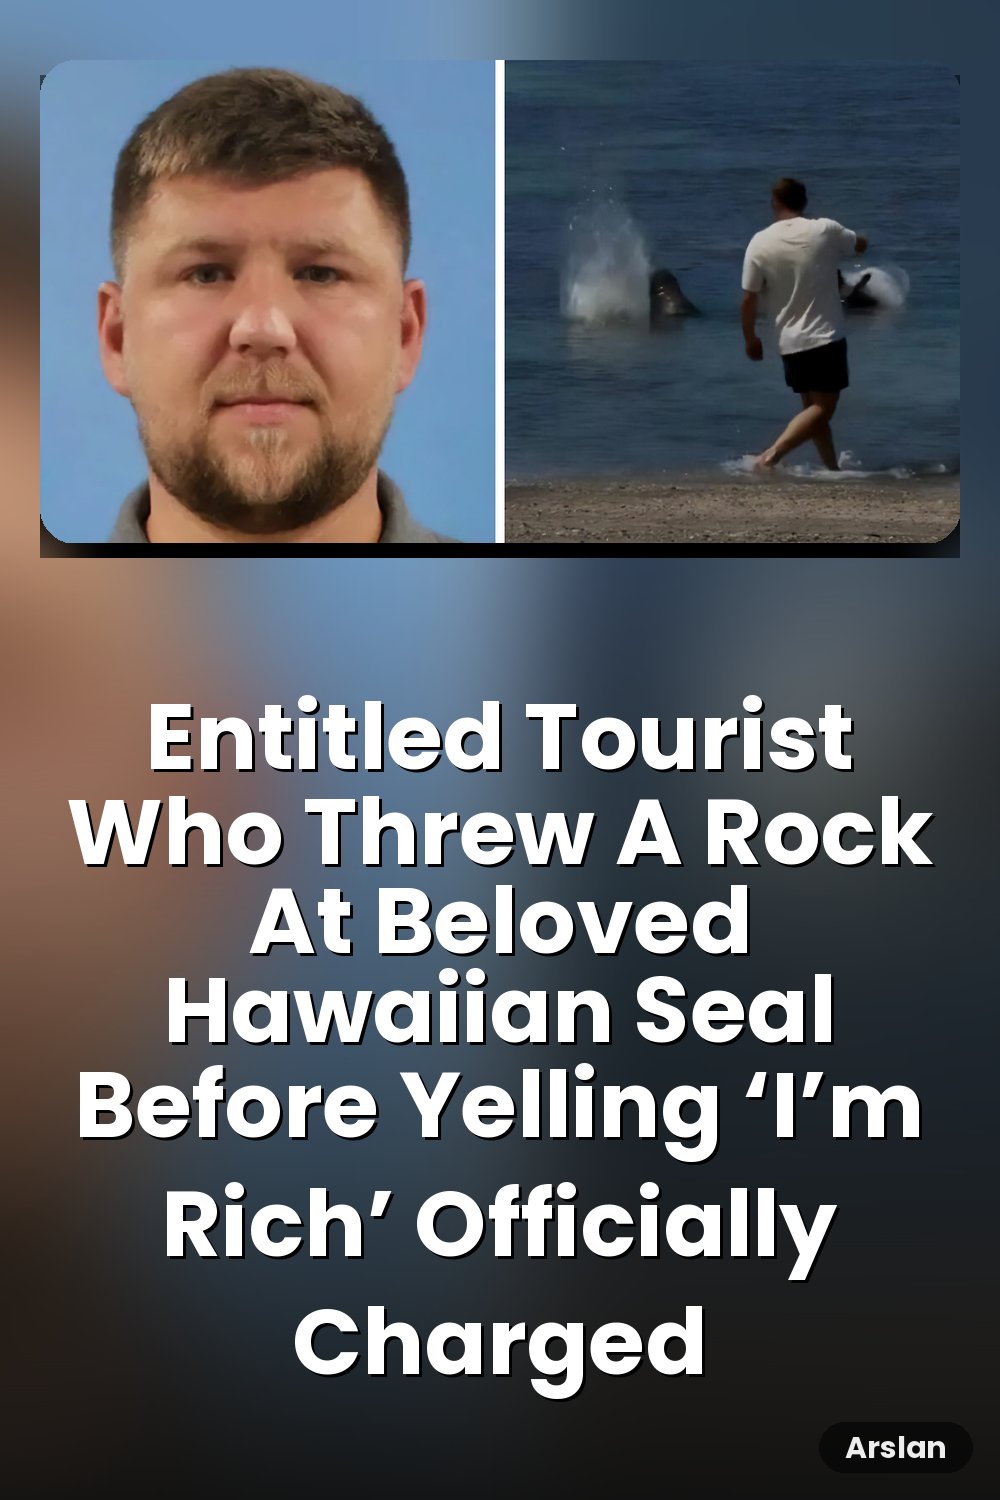 Entitled Tourist
Who Threw A Rock
At Beloved
Hawaiian Seal
Before Yelling ‘I’m
Rich’ Officially
Charged
Arslan